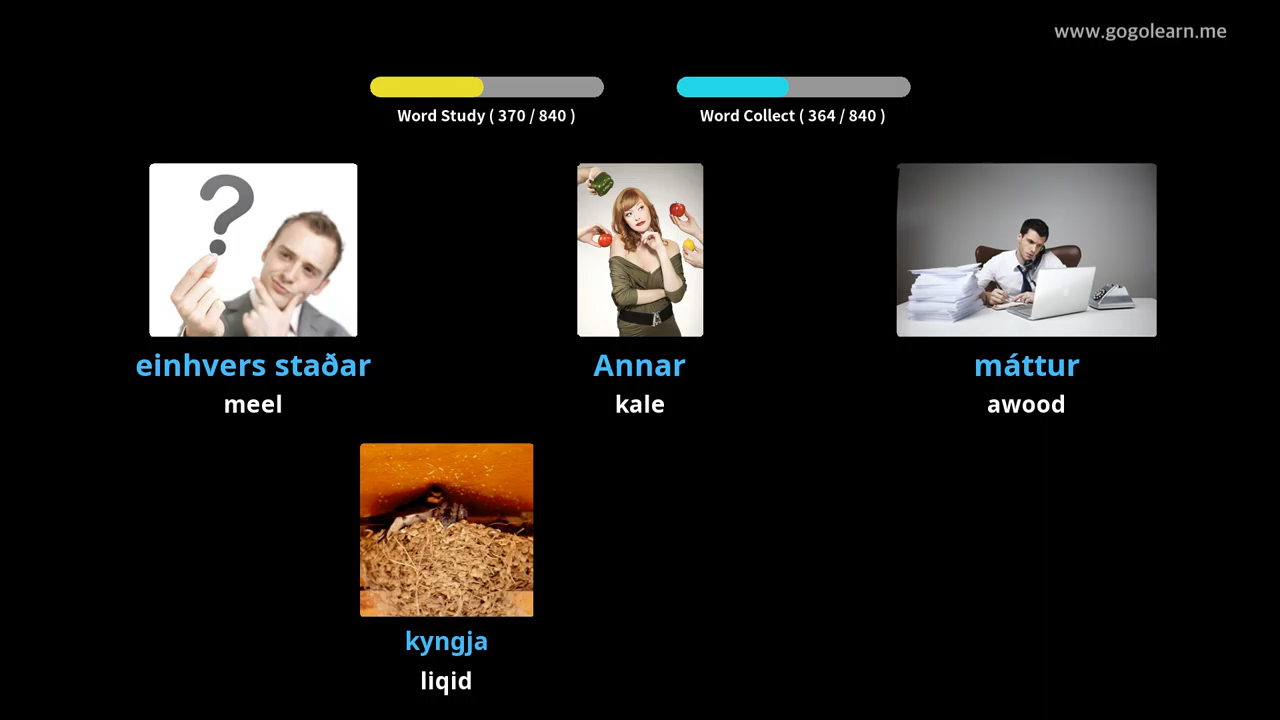 www.gogolearn.me
Word Study ( 370 / 840 )
Word Collect ( 364 / 840 )
einhvers staðar
meel
Annar
kale
máttur
awood
kyngja
liqid